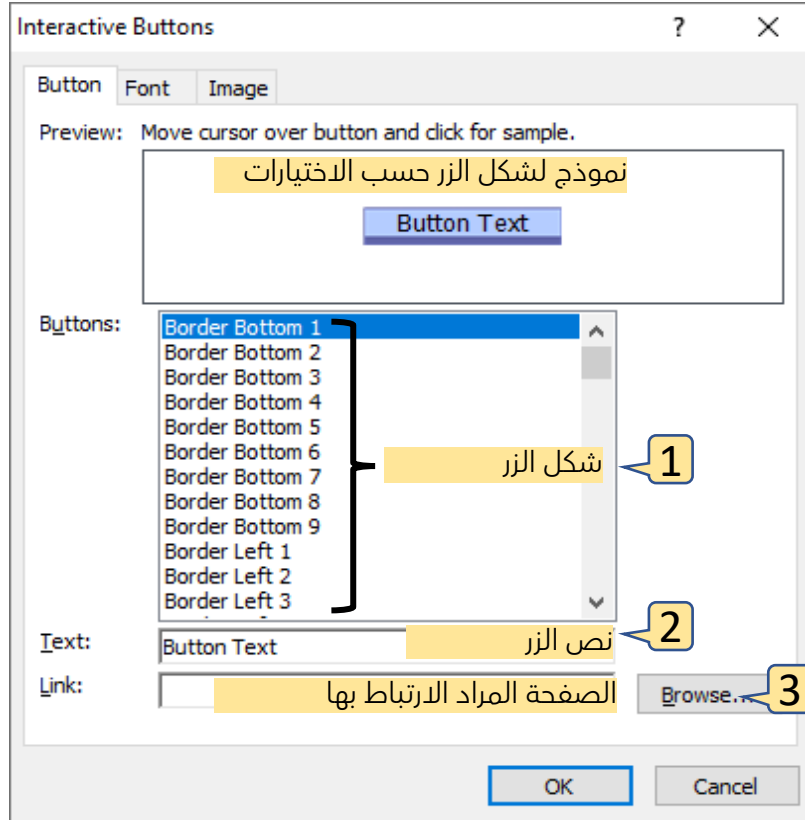 Interactive Buttons ? ×
Button Font Image
Preview: Move cursor over button and click for sample.
نموذج لشكل الزر حسب الاختيارات
Button Text
Buttons:
Border Bottom 1
Border Bottom 2
Border Bottom 3
Border Bottom 4
Border Bottom 5
Border Bottom 6
Border Bottom 7
Border Bottom 8
Border Bottom 9
Border Left 1
Border Left 2
Border Left 3
شكل الزر 1
Text: Button Text نص الزر 2
Link: الصفحة المراد الارتباط بها Browse... 3
OK Cancel